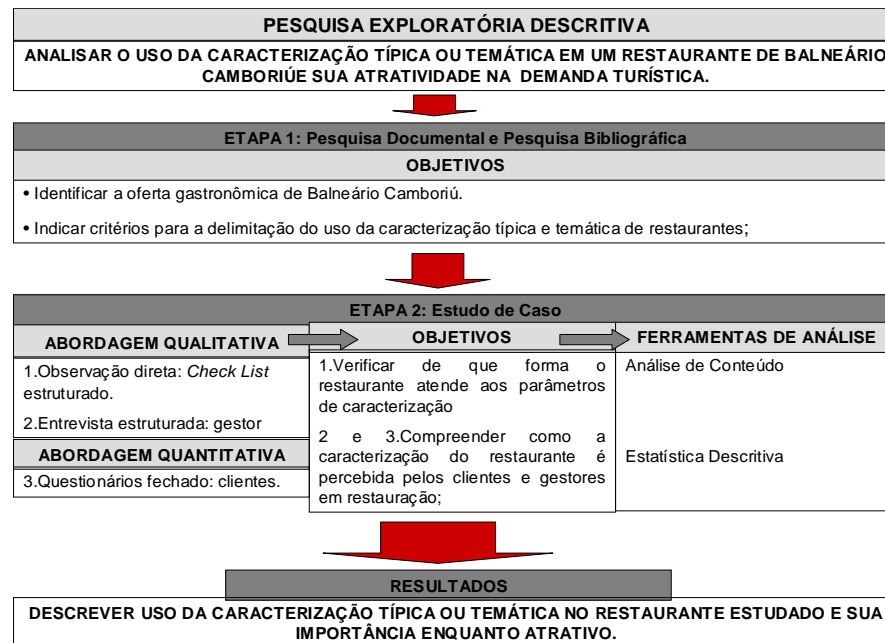 PESQUISA EXPLORATÓRIA DESCRITIVA
ANALISAR O USO DA CARACTERIZAÇÃO TÍPICA OU TEMÁTICA EM UM RESTAURANTE DE BALNEÁRIO
CAMBORIÚE SUA ATRATIVIDADE NA DEMANDA TURÍSTICA.
ETAPA 1: Pesquisa Documental e Pesquisa Bibliográfica
OBJETIVOS
• Identificar a oferta gastronômica de Balneário Camboriú.
• Indicar critérios para a delimitação do uso da caracterização típica e temática de restaurantes;
ETAPA 2: Estudo de Caso
ABORDAGEM QUALITATIVA
1.Observação direta: Check List
estruturado.
2.Entrevista estruturada: gestor
ABORDAGEM QUANTITATIVA
3.Questionários fechado: clientes.
OBJETIVOS
1.Verificar de que forma o
restaurante atende aos parâmetros
de caracterização
2 e 3.Compreender como a
caracterização do restaurante é
percebida pelos clientes e gestores
em restauração;
FERRAMENTAS DE ANÁLISE
Análise de Conteúdo
Estatística Descritiva
RESULTADOS
DESCREVER USO DA CARACTERIZAÇÃO TÍPICA OU TEMÁTICA NO RESTAURANTE ESTUDADO E SUA
IMPORTÂNCIA ENQUANTO ATRATIVO.